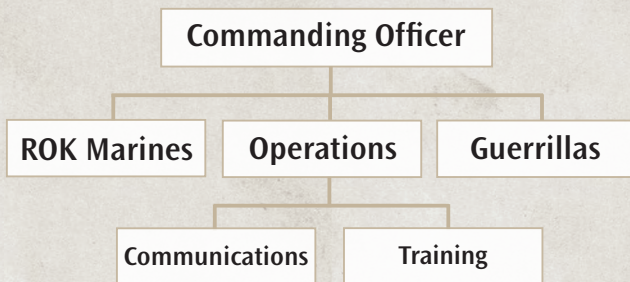 Commanding Officer
ROK Marines
Operations
Guerrillas
Communications
Training